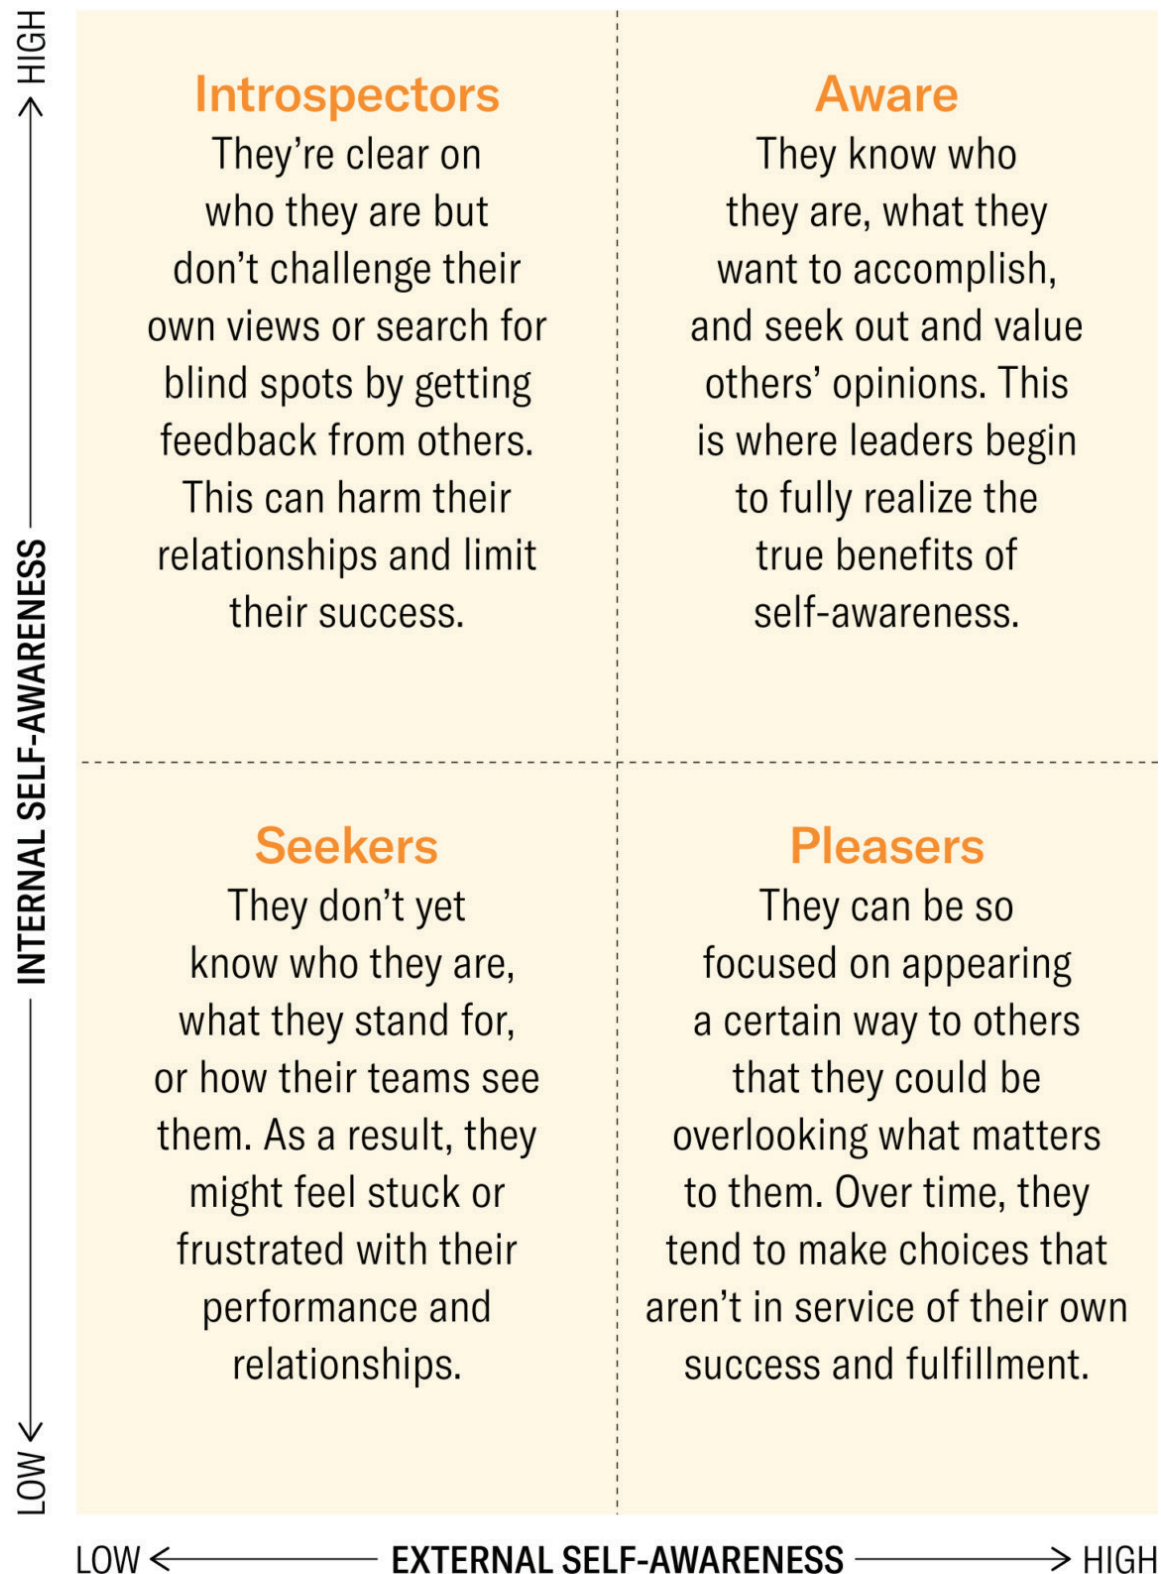 HIGH
INTERNAL SELF-AWARENESS
LOW
Introspectors
They’re clear on
who they are but
don’t challenge their
own views or search for
blind spots by getting
feedback from others.
This can harm their
relationships and limit
their success.
Aware
They know who
they are, what they
want to accomplish,
and seek out and value
others’ opinions. This
is where leaders begin
to fully realize the
true benefits of
self-awareness.
Seekers
They don’t yet
know who they are,
what they stand for,
or how their teams see
them. As a result, they
might feel stuck or
frustrated with their
performance and
relationships.
Pleasers
They can be so
focused on appearing
a certain way to others
that they could be
overlooking what matters
to them. Over time, they
tend to make choices that
aren’t in service of their own
success and fulfillment.
LOW EXTERNAL SELF-AWARENESS HIGH